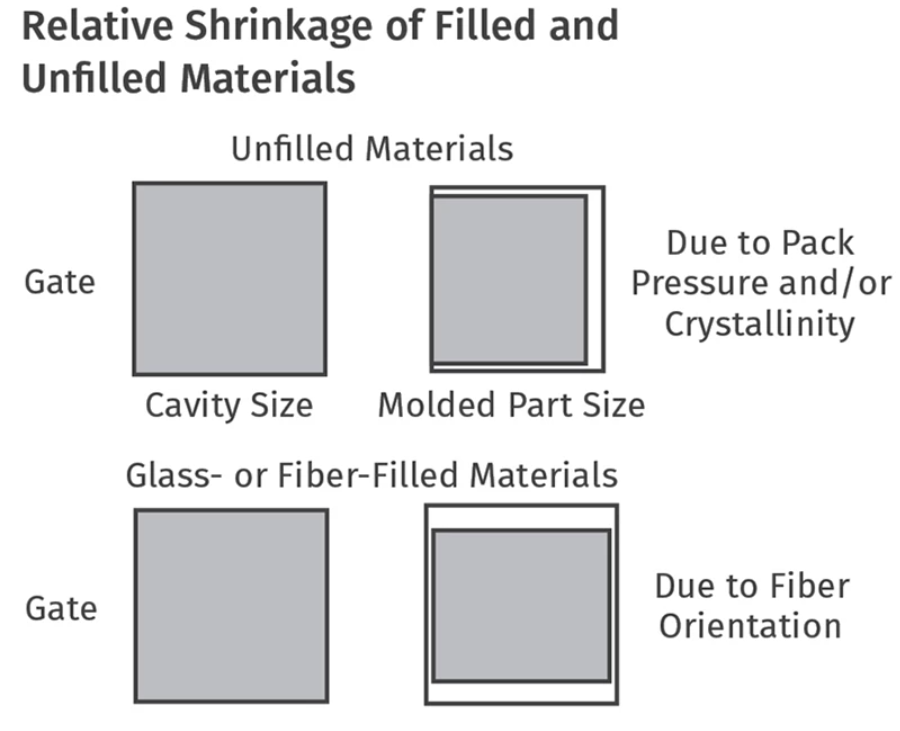 Relative Shrinkage of Filled and
Unfilled Materials
Unfilled Materials
Gate
Due to Pack
Pressure and/or
Crystallinity
Cavity Size
Molded Part Size
Glass- or Fiber-Filled Materials
Gate
Due to Fiber
Orientation